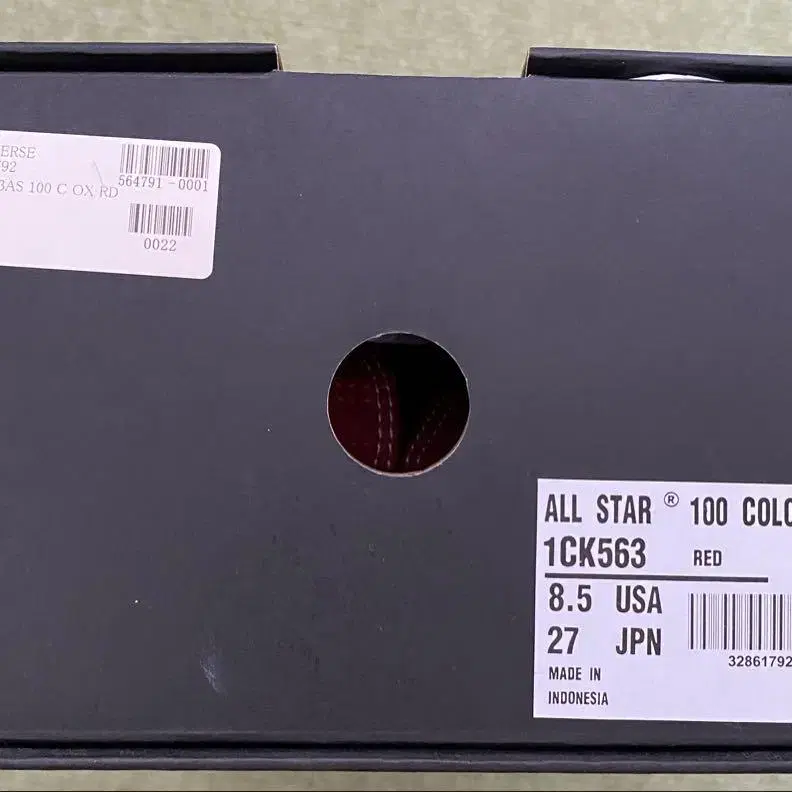 ERSE
792
BAS 100 C OX RD
564791-0001
0022
ALL STAR ® 100 COLO
1CK563 RED
8.5 USA
27 JPN
32861792
MADE IN
INDONESIA